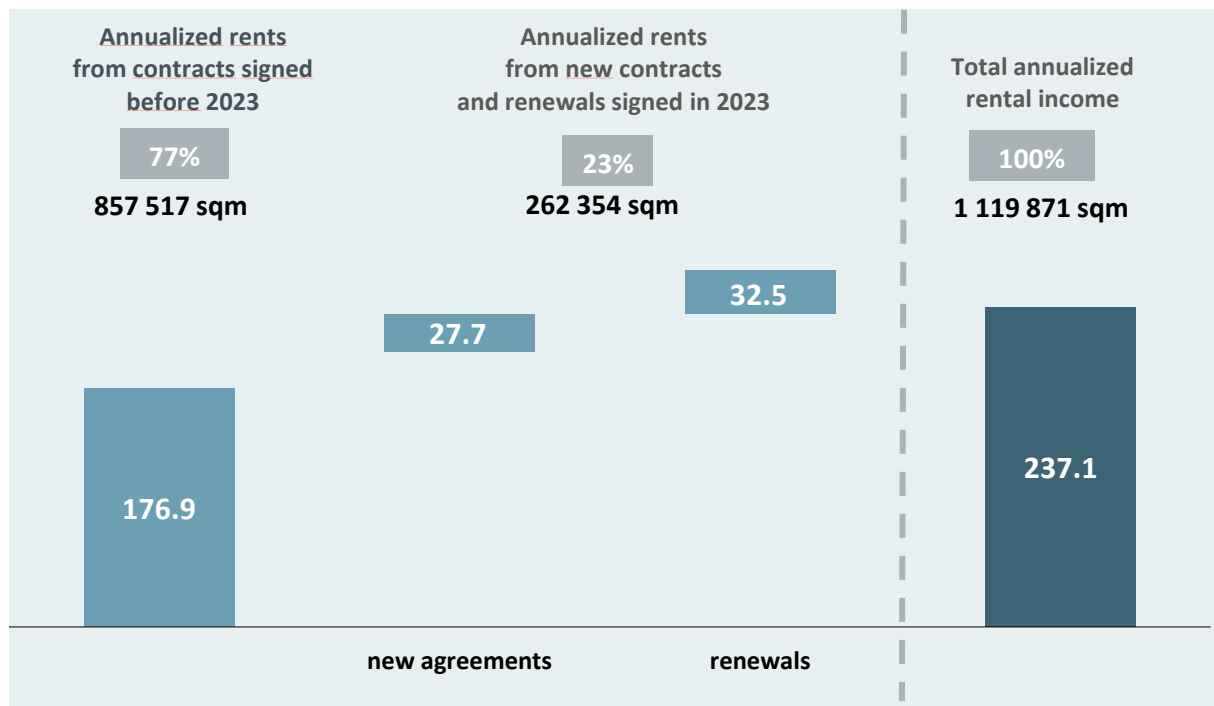 Annualized rents
from contracts signed
before 2023
77%
857 517 sqm
Annualized rents
from new contracts
and renewals signed in 2023
23%
262 354 sqm
Total annualized
rental income
100%
1 119 871 sqm
176.9
27.7
32.5
237.1
new agreements
renewals